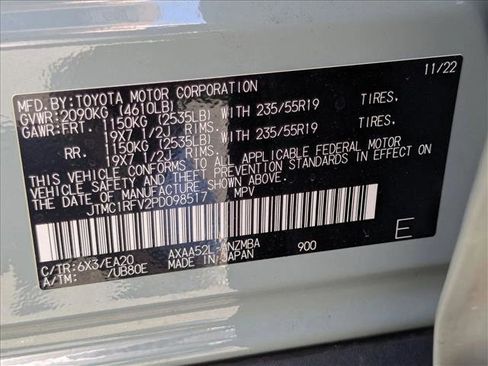 MFD.BY: TOYOTA MOTOR CORPORATION 11/22
GVWR: 2090KG (4610LB)
GAWR: FRT. 1150KG (2535LB) WITH 235/55R19 TIRES,
19X7 1/2J RIMS.
RR. 1150KG (2535LB) WITH 235/55R19 TIRES,
19X7 1/2J RIMS.
THIS VEHICLE CONFORMS TO ALL APPLICABLE FEDERAL MOTOR
VEHICLE SAFETY AND THEFT PREVENTION STANDARDS IN EFFECT ON
THE DATE OF MANUFACTURE SHOWN ABOVE.
JTMC1RFV2PD098517 MPV
C/TR: 6X3/EA20 AXAA52L-ANZMBA 900 E
A/TM: /UB80E MADE IN JAPAN